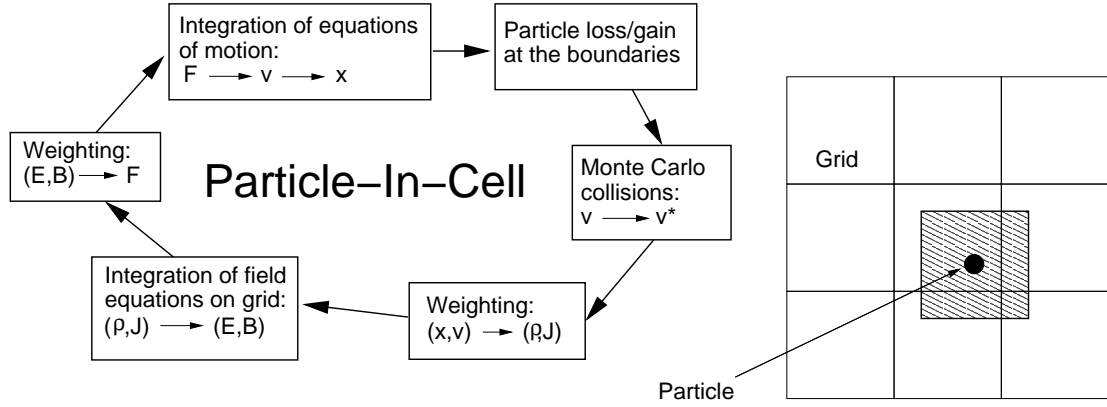 Integration of equations
of motion:
F → v → x
Particle loss/gain
at the boundaries
Weighting:
(E,B) → F
Particle−In−Cell
Monte Carlo
collisions:
v → v*
Integration of field
equations on grid:
(ρ,J) → (E,B)
Weighting:
(x,v) → (ρ,J)
Grid
Particle